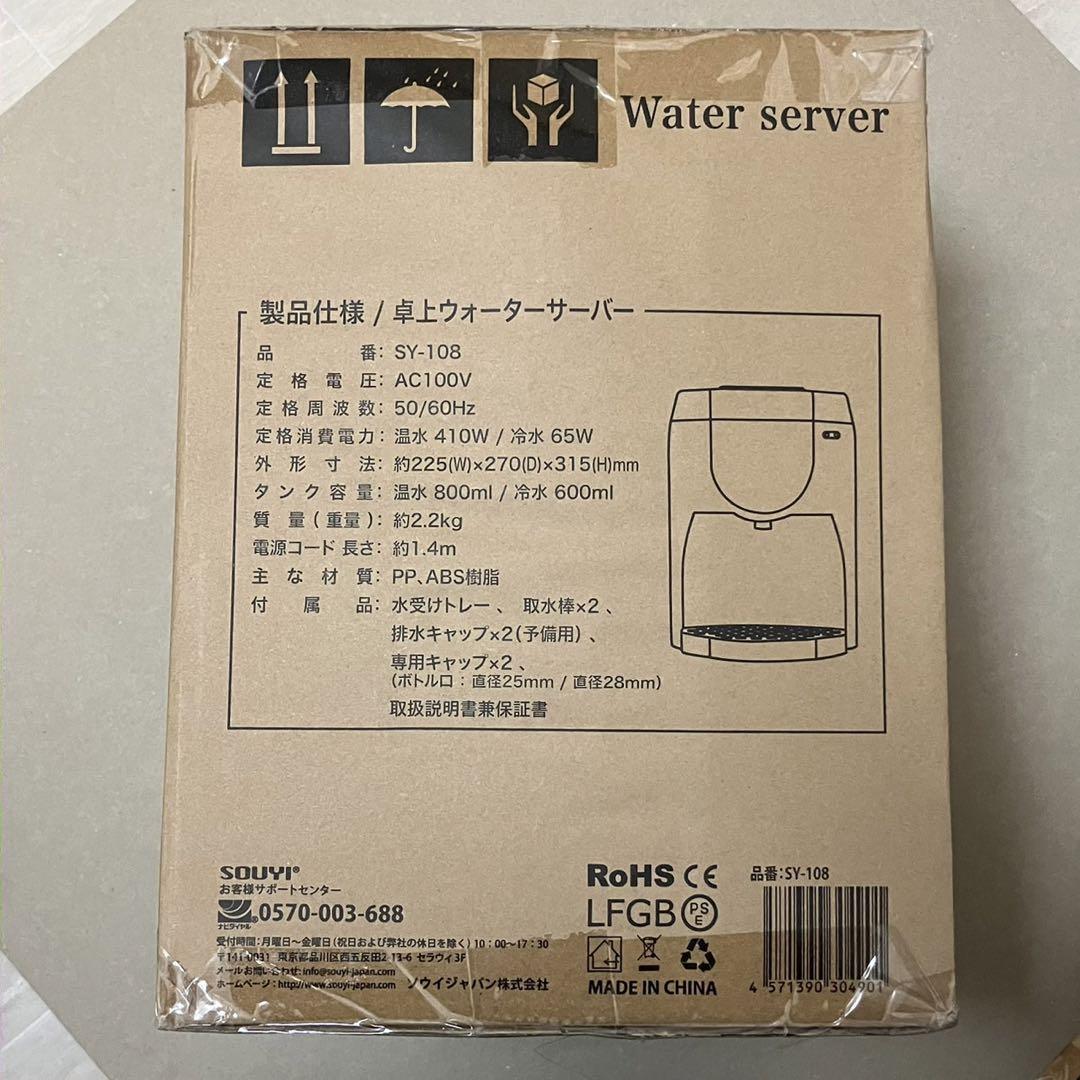 Water server
製品仕様 / 卓上ウォーターサーバー
品番: SY-108
定格電圧: AC100V
定格周波数: 50/60Hz
定格消費電力: 温水 410W / 冷水 65W
外形寸法: 約225(W)×270(D)×315(H)mm
タンク容量: 温水 800ml / 冷水 600ml
質量(重量): 約2.2kg
電源コード 長さ: 約1.4m
主な材質: PP、ABS樹脂
付属品: 水受けトレー 、 取水棒×2 、
排水キャップ×2(予備用) 、
専用キャップ×2 、
(ボトル口 : 直径25mm / 直径28mm)
取扱説明書兼保証書
SOUYI®
お客様サポートセンター
ナビダイヤル® 0570-003-688
受付時間:月曜日〜金曜日(祝日および弊社の休日を除く) 10:00〜17:30
〒141-0031 東京都品川区西五反田2-13-6 セラヴィ 3F
メールお問い合わせ: info@souyi-japan.com
ホームページ: http://www.souyi-japan.com ソウイジャパン株式会社
RoHS CE
LFGB PSE
MADE IN CHINA
品番:SY-108
4 571390 304901